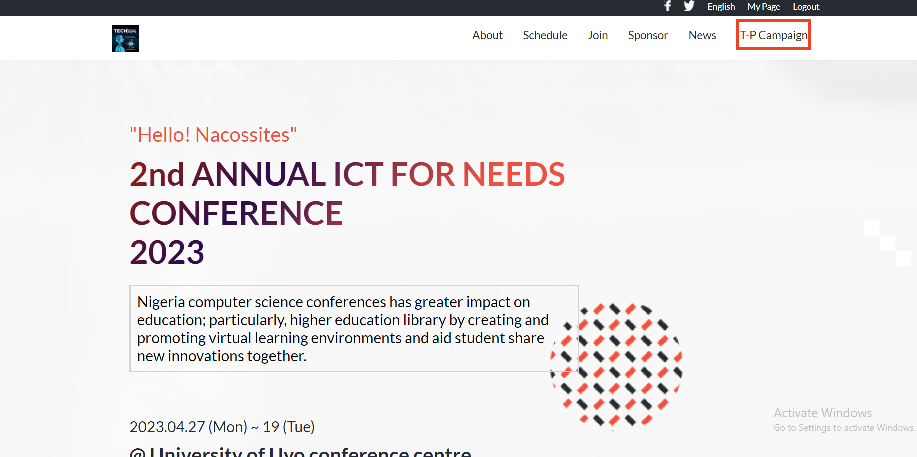 English My Page Logout
TECH
About Schedule Join Sponsor News T-P Campaign
"Hello! Nacossites"
2nd ANNUAL ICT FOR NEEDS
CONFERENCE
2023
Nigeria computer science conferences has greater impact on
education; particularly, higher education library by creating and
promoting virtual learning environments and aid student share
new innovations together.
2023.04.27 (Mon) ~ 19 (Tue)
@ University of Uyo conference centre
Activate Windows
Go to Settings to activate Windows.